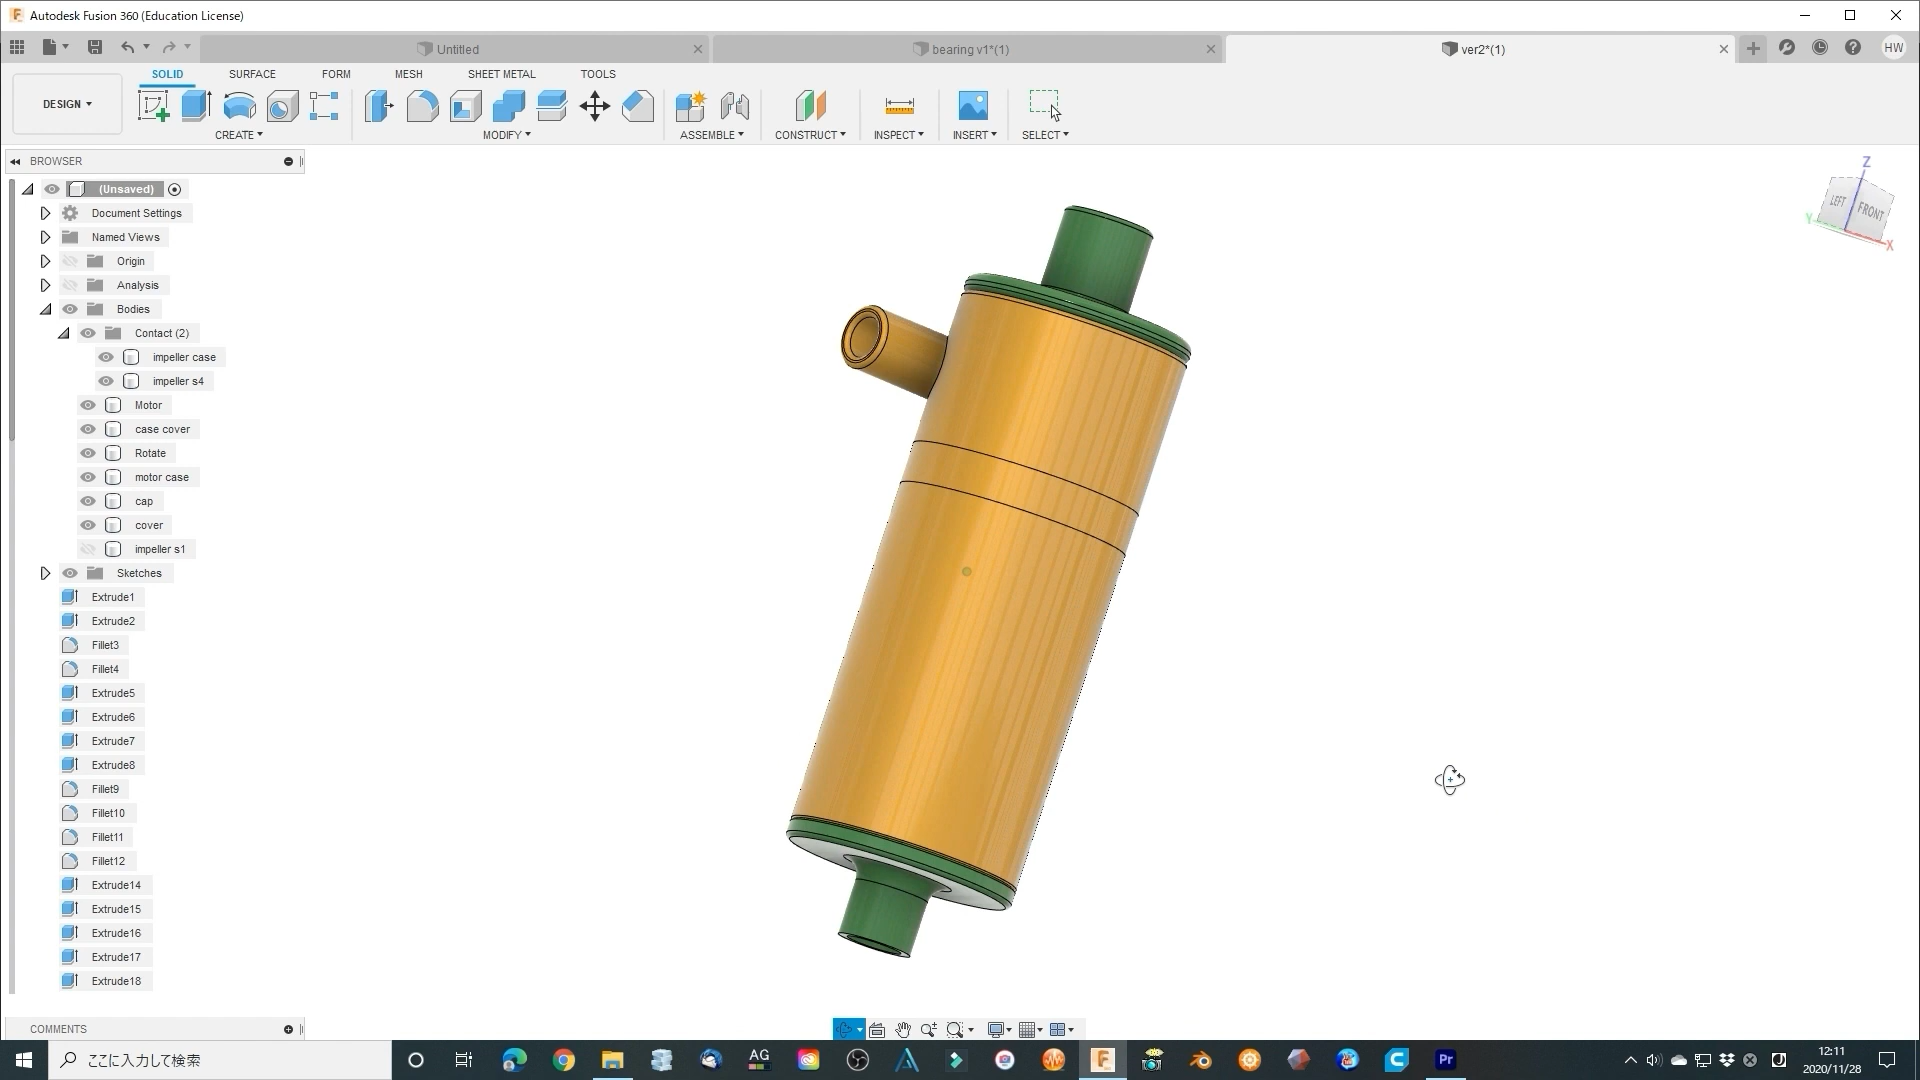 Autodesk Fusion 360 (Education License)
Untitled
bearing v1*(1)
ver2*(1)
HW
DESIGN
SOLID
SURFACE
FORM
MESH
SHEET METAL
TOOLS
CREATE
MODIFY
ASSEMBLE
CONSTRUCT
INSPECT
INSERT
SELECT
BROWSER
(Unsaved)
Document Settings
Named Views
Origin
Analysis
Bodies
Contact (2)
impeller case
impeller s4
Motor
case cover
Rotate
motor case
cap
cover
impeller s1
Sketches
Extrude1
Extrude2
Fillet3
Fillet4
Extrude5
Extrude6
Extrude7
Extrude8
Fillet9
Fillet10
Fillet11
Fillet12
Extrude14
Extrude15
Extrude16
Extrude17
Extrude18
Z
LEFT
FRONT
Y
X
COMMENTS
ここに入力して検索
AG
Pr
12:11
2020/11/28